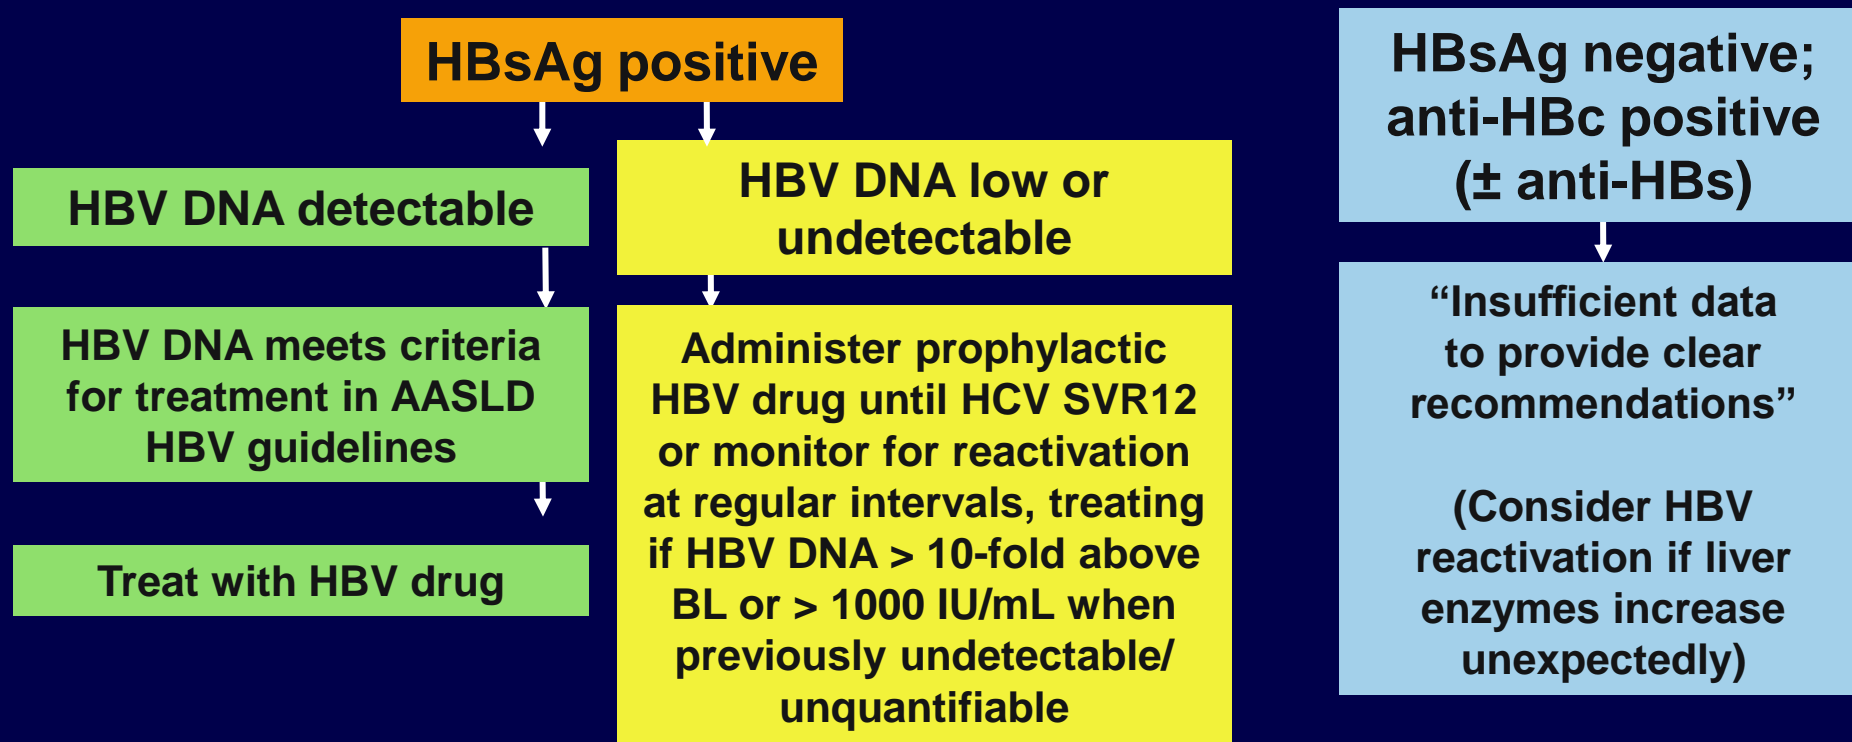 HBsAg positive
HBV DNA detectable
HBV DNA meets criteria
for treatment in AASLD
HBV guidelines
Treat with HBV drug
HBV DNA low or
undetectable
Administer prophylactic
HBV drug until HCV SVR12
or monitor for reactivation
at regular intervals, treating
if HBV DNA > 10-fold above
BL or > 1000 IU/mL when
previously undetectable/
unquantifiable
HBsAg negative;
anti-HBc positive
(± anti-HBs)
“Insufficient data
to provide clear
recommendations”
(Consider HBV
reactivation if liver
enzymes increase
unexpectedly)